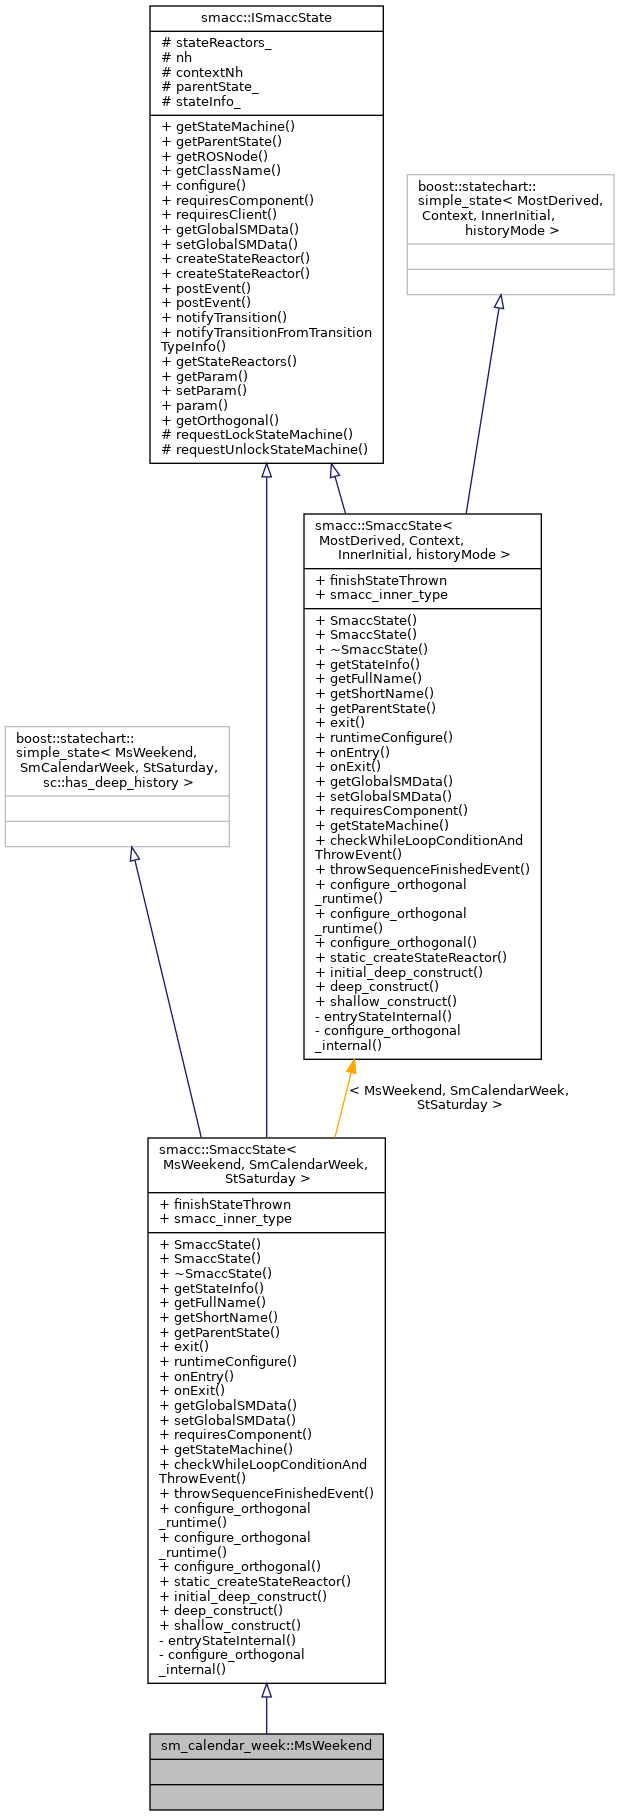 smacc::ISmaccState
# stateReactors_
# nh
# contextNh
# parentState_
# stateInfo_
+ getStateMachine()
+ getParentState()
+ getROSNode()
+ getClassName()
+ configure()
+ requiresComponent()
+ requiresClient()
+ getGlobalSMData()
+ setGlobalSMData()
+ createStateReactor()
+ createStateReactor()
+ postEvent()
+ postEvent()
+ notifyTransition()
+ notifyTransitionFromTransition
TypeInfo()
+ getStateReactors()
+ getParam()
+ setParam()
+ param()
+ getOrthogonal()
# requestLockStateMachine()
# requestUnlockStateMachine()
boost::statechart::
simple_state< MostDerived,
Context, InnerInitial,
historyMode >
smacc::SmaccState<
MostDerived, Context,
InnerInitial, historyMode >
+ finishStateThrown
+ smacc_inner_type
+ SmaccState()
+ SmaccState()
+ ~SmaccState()
+ getStateInfo()
+ getFullName()
+ getShortName()
+ getParentState()
+ exit()
+ runtimeConfigure()
+ onEntry()
+ onExit()
+ getGlobalSMData()
+ setGlobalSMData()
+ requiresComponent()
+ getStateMachine()
+ checkWhileLoopConditionAnd
ThrowEvent()
+ throwSequenceFinishedEvent()
+ configure_orthogonal
_runtime()
+ configure_orthogonal
_runtime()
+ configure_orthogonal()
+ static_createStateReactor()
+ initial_deep_construct()
+ deep_construct()
+ shallow_construct()
- entryStateInternal()
- configure_orthogonal
_internal()
boost::statechart::
simple_state< MsWeekend,
SmCalendarWeek, StSaturday,
sc::has_deep_history >
< MsWeekend, SmCalendarWeek,
StSaturday >
smacc::SmaccState<
MsWeekend, SmCalendarWeek,
StSaturday >
+ finishStateThrown
+ smacc_inner_type
+ SmaccState()
+ SmaccState()
+ ~SmaccState()
+ getStateInfo()
+ getFullName()
+ getShortName()
+ getParentState()
+ exit()
+ runtimeConfigure()
+ onEntry()
+ onExit()
+ getGlobalSMData()
+ setGlobalSMData()
+ requiresComponent()
+ getStateMachine()
+ checkWhileLoopConditionAnd
ThrowEvent()
+ throwSequenceFinishedEvent()
+ configure_orthogonal
_runtime()
+ configure_orthogonal
_runtime()
+ configure_orthogonal()
+ static_createStateReactor()
+ initial_deep_construct()
+ deep_construct()
+ shallow_construct()
- entryStateInternal()
- configure_orthogonal
_internal()
sm_calendar_week::MsWeekend